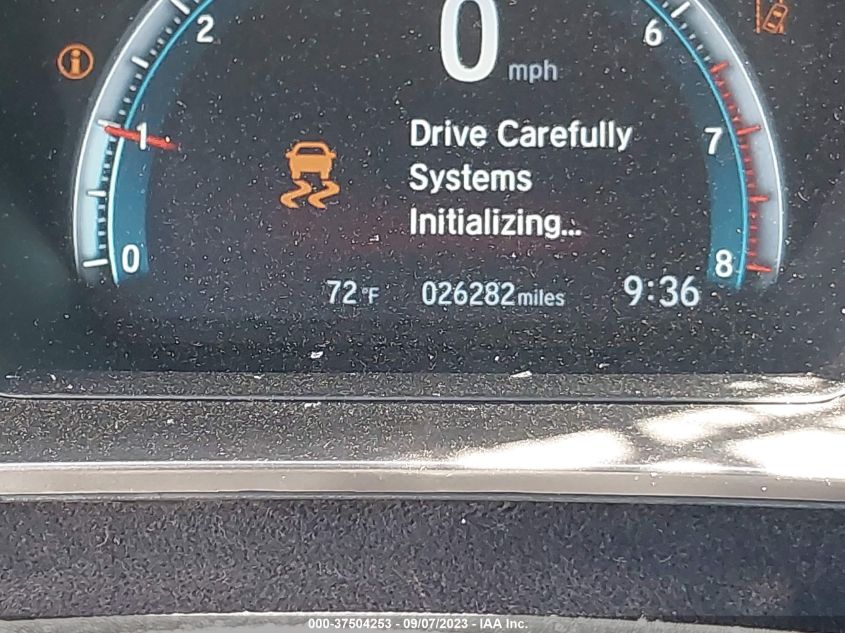 0 mph
2
6
1
7
Drive Carefully
Systems
Initializing...
0
8
72°F 026282 miles 9:36
000-37504253 - 09/07/2023 - IAA Inc.